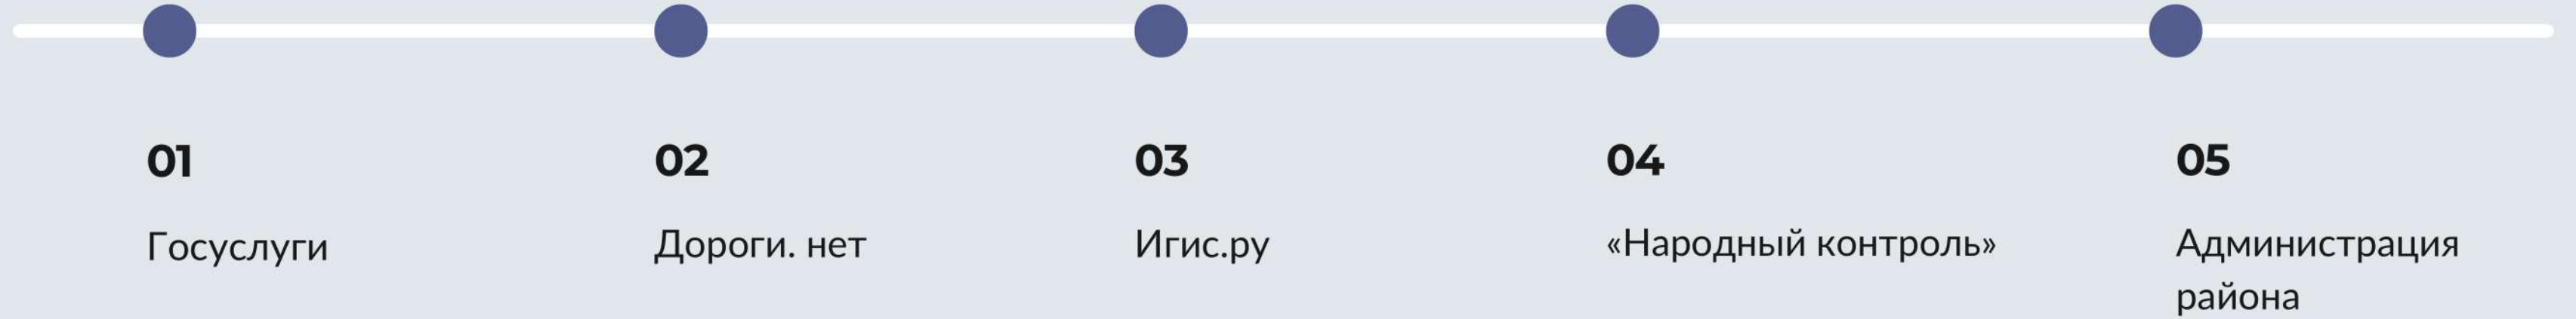 01
Госуслуги
02
Дороги. нет
03
Игис.ру
04
«Народный контроль»
05
Администрация
района